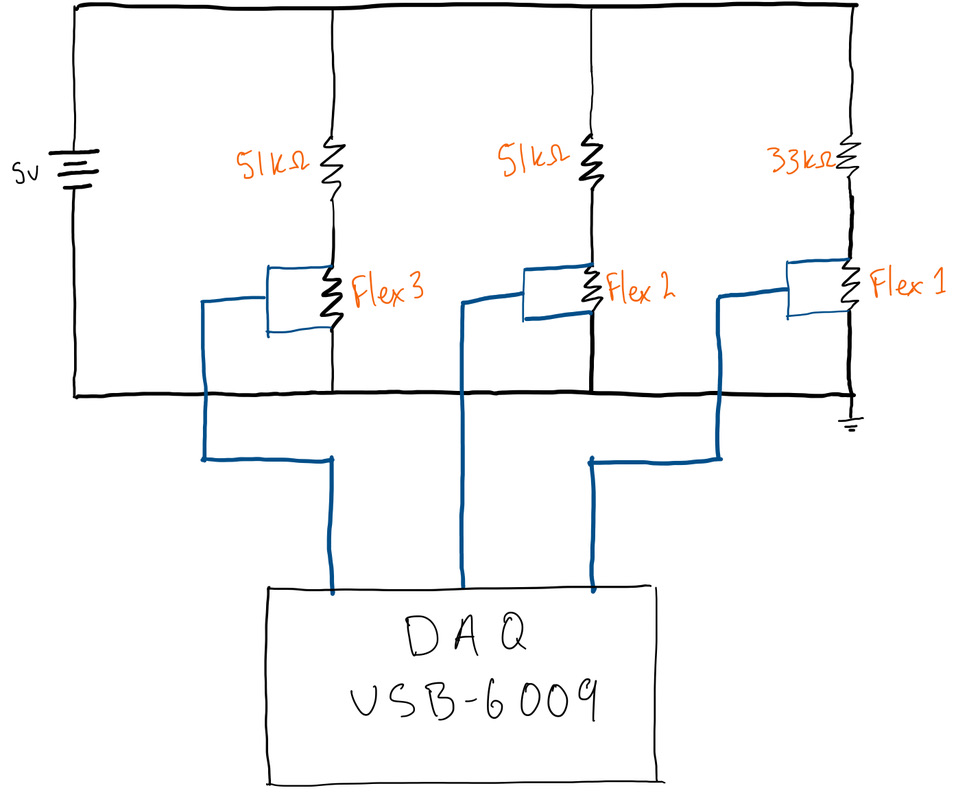 5v
51kΩ
51kΩ
33kΩ
Flex 3
Flex 2
Flex 1
DAQ
USB-6009